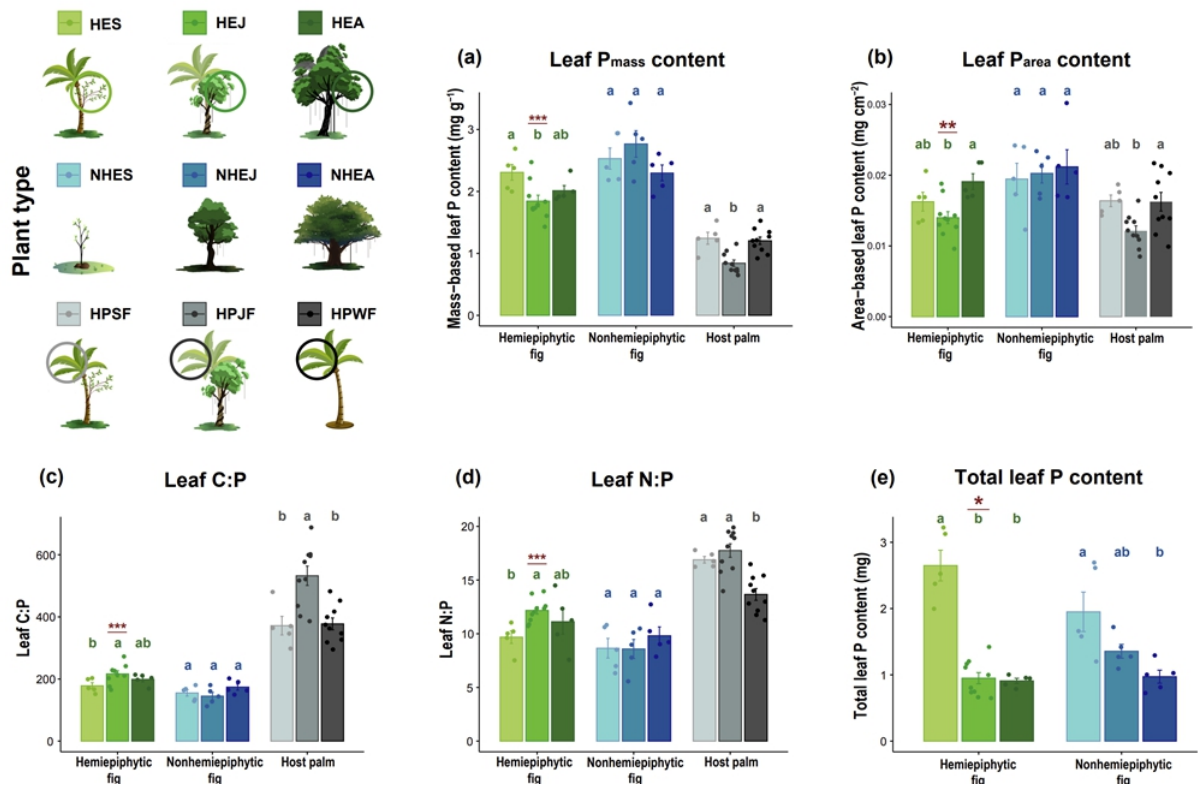 Plant type
HES HEJ HEA
NHES NHEJ NHEA
HPSF HPJF HPWF
(a) Leaf Pmass content
Mass-based leaf P content (mg g⁻¹)
3
2
1
0
a *** b ab
a a a
a b a
Hemiepiphytic fig
Nonhemiepiphytic fig
Host palm
(b) Leaf Parea content
Area-based leaf P content (mg cm⁻²)
0.03
0.02
0.01
0.00
ab ** b a
a a a
ab b a
Hemiepiphytic fig
Nonhemiepiphytic fig
Host palm
(c) Leaf C:P
Leaf C:P
600
400
200
0
b *** a ab
a a a
b a b
Hemiepiphytic fig
Nonhemiepiphytic fig
Host palm
(d) Leaf N:P
Leaf N:P
20
15
10
5
0
b *** a ab
a a a
a a b
Hemiepiphytic fig
Nonhemiepiphytic fig
Host palm
(e) Total leaf P content
Total leaf P content (mg)
3
2
1
0
a * b b
a ab b
Hemiepiphytic fig
Nonhemiepiphytic fig